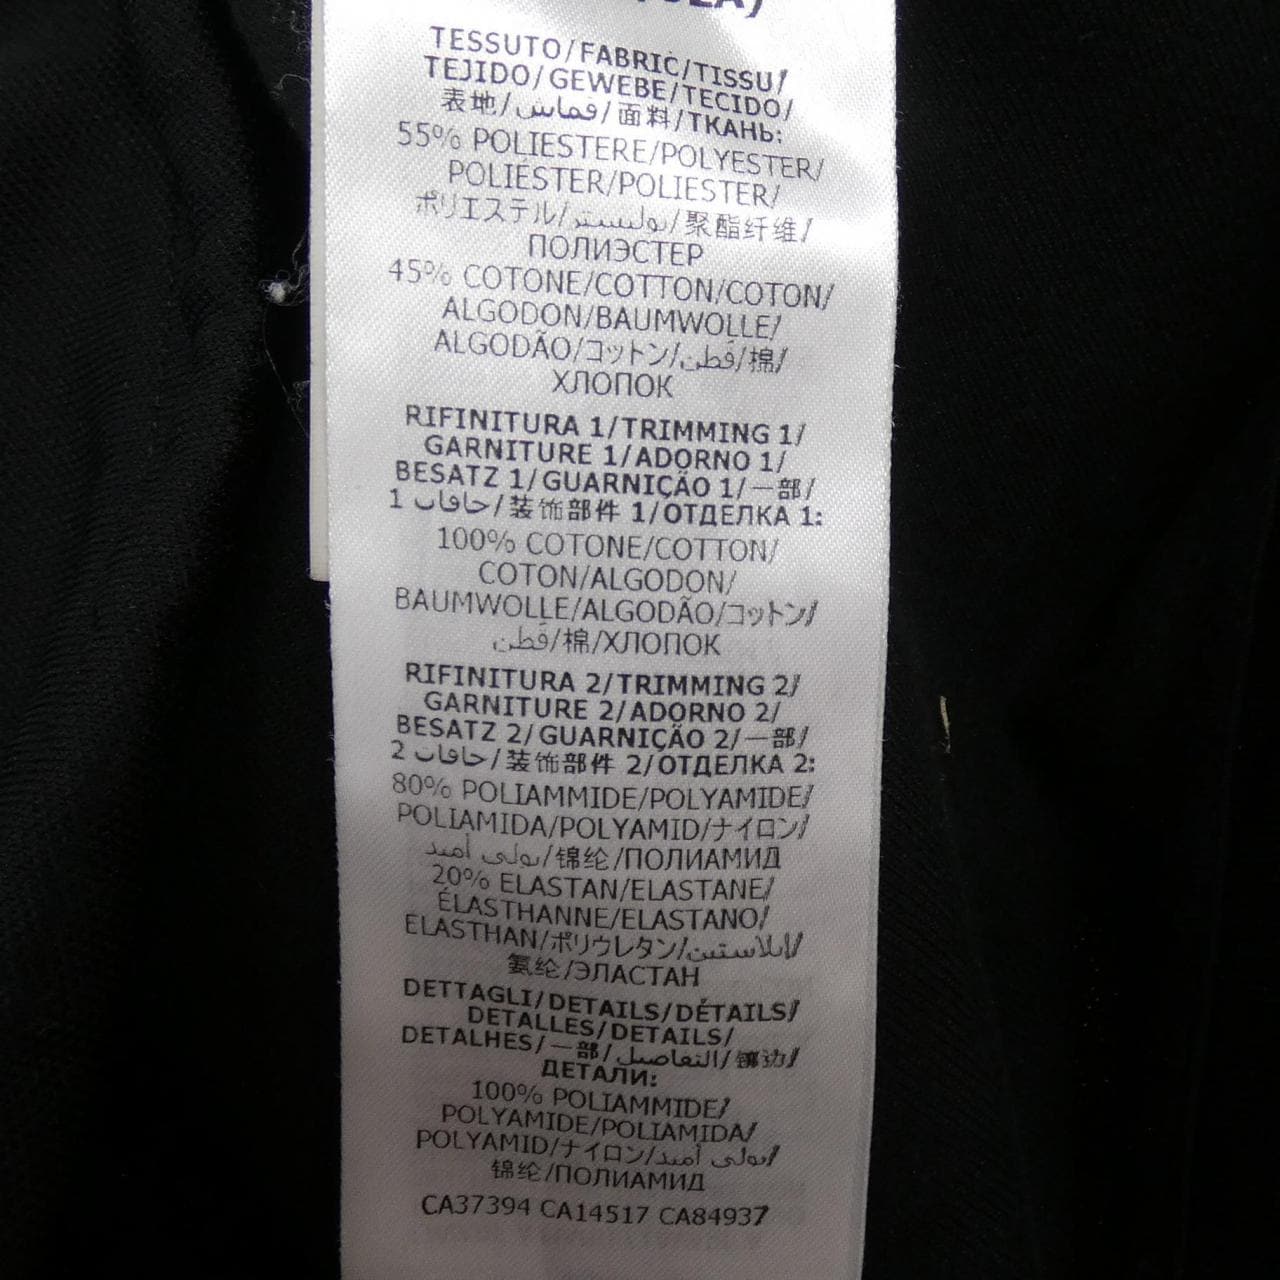 TESSUTO/FABRIC/TISSU/
TEJIDO/GEWEBE/TECIDO/
表地/قماش/面料/ТКАНЬ:
55% POLIESTERE/POLYESTER/
POLIÉSTER/POLIESTER/
ポリエステル/بوليستر/聚酯纤维/
ПОЛИЭСТЕР
45% COTONE/COTTON/COTON/
ALGODON/BAUMWOLLE/
ALGODÃO/コットン/قطن/棉/
ХЛОПОК
RIFINITURA 1/TRIMMING 1/
GARNITURE 1/ADORNO 1/
BESATZ 1/GUARNIÇÃO 1/一部/
1 حافات/装饰部件 1/ОТДЕЛКА 1:
100% COTONE/COTTON/
COTON/ALGODON/
BAUMWOLLE/ALGODÃO/コットン/
قطن/棉/ХЛОПОК
RIFINITURA 2/TRIMMING 2/
GARNITURE 2/ADORNO 2/
BESATZ 2/GUARNIÇÃO 2/一部/
2 حافات/装饰部件 2/ОТДЕЛКА 2:
80% POLIAMMIDE/POLYAMIDE/
POLIAMIDA/POLYAMID/ナイロン/
بولي أميد/锦纶/ПОЛИАМИД
20% ELASTAN/ELASTANE/
ÉLASTHANNE/ELASTANO/
ELASTHAN/ポリウレタン/إيلاستين/
氨纶/ЭЛАСТАН
DETTAGLI/DETAILS/DÉTAILS/
DETALLES/DETAILS/
DETALHES/一部/التفاصيل/镶边/
ДЕТАЛИ:
100% POLIAMMIDE/
POLYAMIDE/POLIAMIDA/
POLYAMID/ナイロン/بولي أميد/
锦纶/ПОЛИАМИД
CA37394 CA14517 CA84937